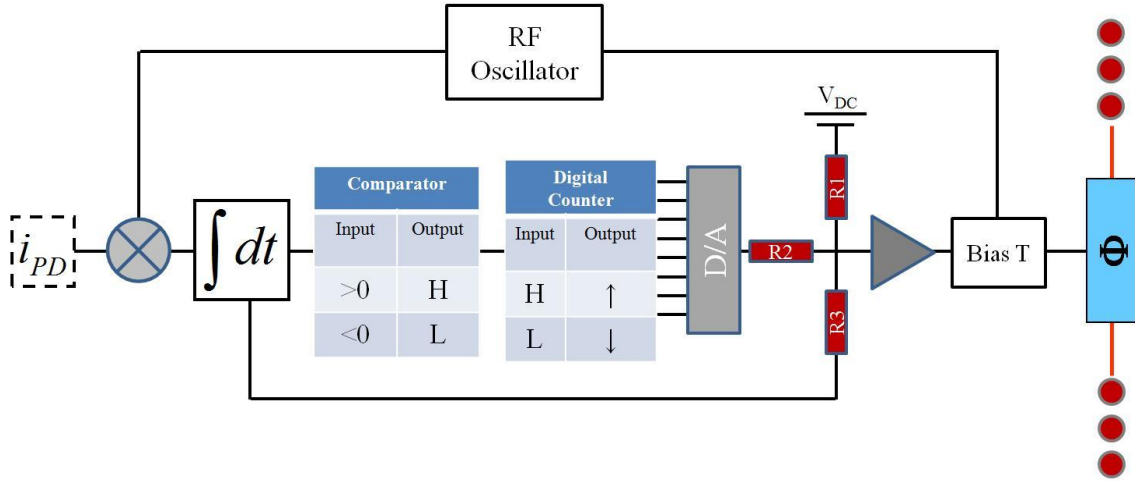 RF
Oscillator
V_DC
R1
Comparator
Input Output
>0 H
<0 L
Digital
Counter
Input Output
H ↑
L ↓
i_PD
∫ dt
D/A
R2
R3
Bias T
Φ